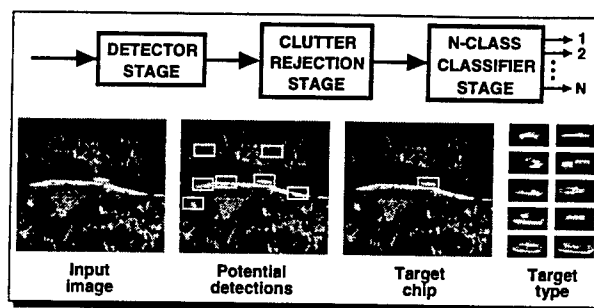 DETECTOR
STAGE
CLUTTER
REJECTION
STAGE
N-CLASS
CLASSIFIER
STAGE
1
2
N
Input
image
Potential
detections
Target
chip
Target
type